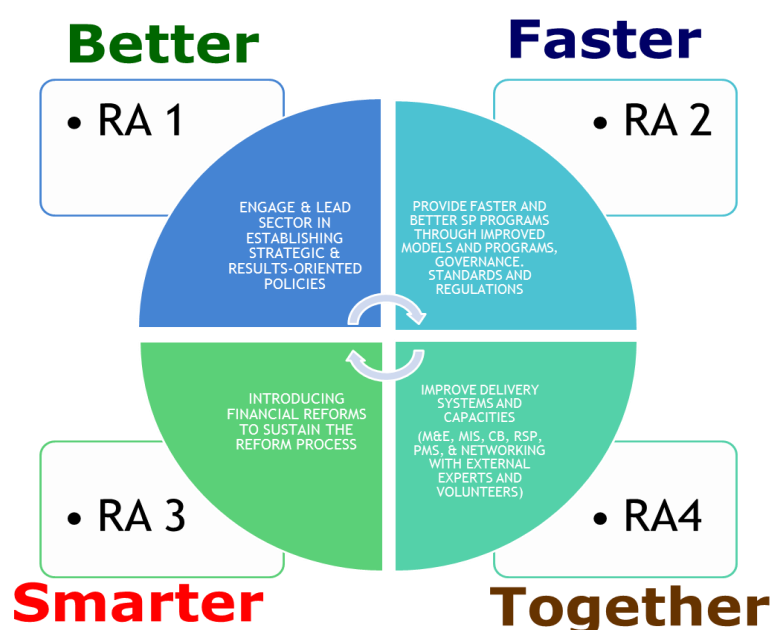 Better
Faster
• RA 1
• RA 2
ENGAGE & LEAD
SECTOR IN
ESTABLISHING
STRATEGIC &
RESULTS-ORIENTED
POLICIES
PROVIDE FASTER AND
BETTER SP PROGRAMS
THROUGH IMPROVED
MODELS AND PROGRAMS,
GOVERNANCE.
STANDARDS AND
REGULATIONS
INTRODUCING
FINANCIAL REFORMS
TO SUSTAIN THE
REFORM PROCESS
IMPROVE DELIVERY
SYSTEMS AND
CAPACITIES
(M&E, MIS, CB, RSP,
PMS, & NETWORKING
WITH EXTERNAL
EXPERTS AND
VOLUNTEERS)
• RA 3
• RA4
Smarter
Together